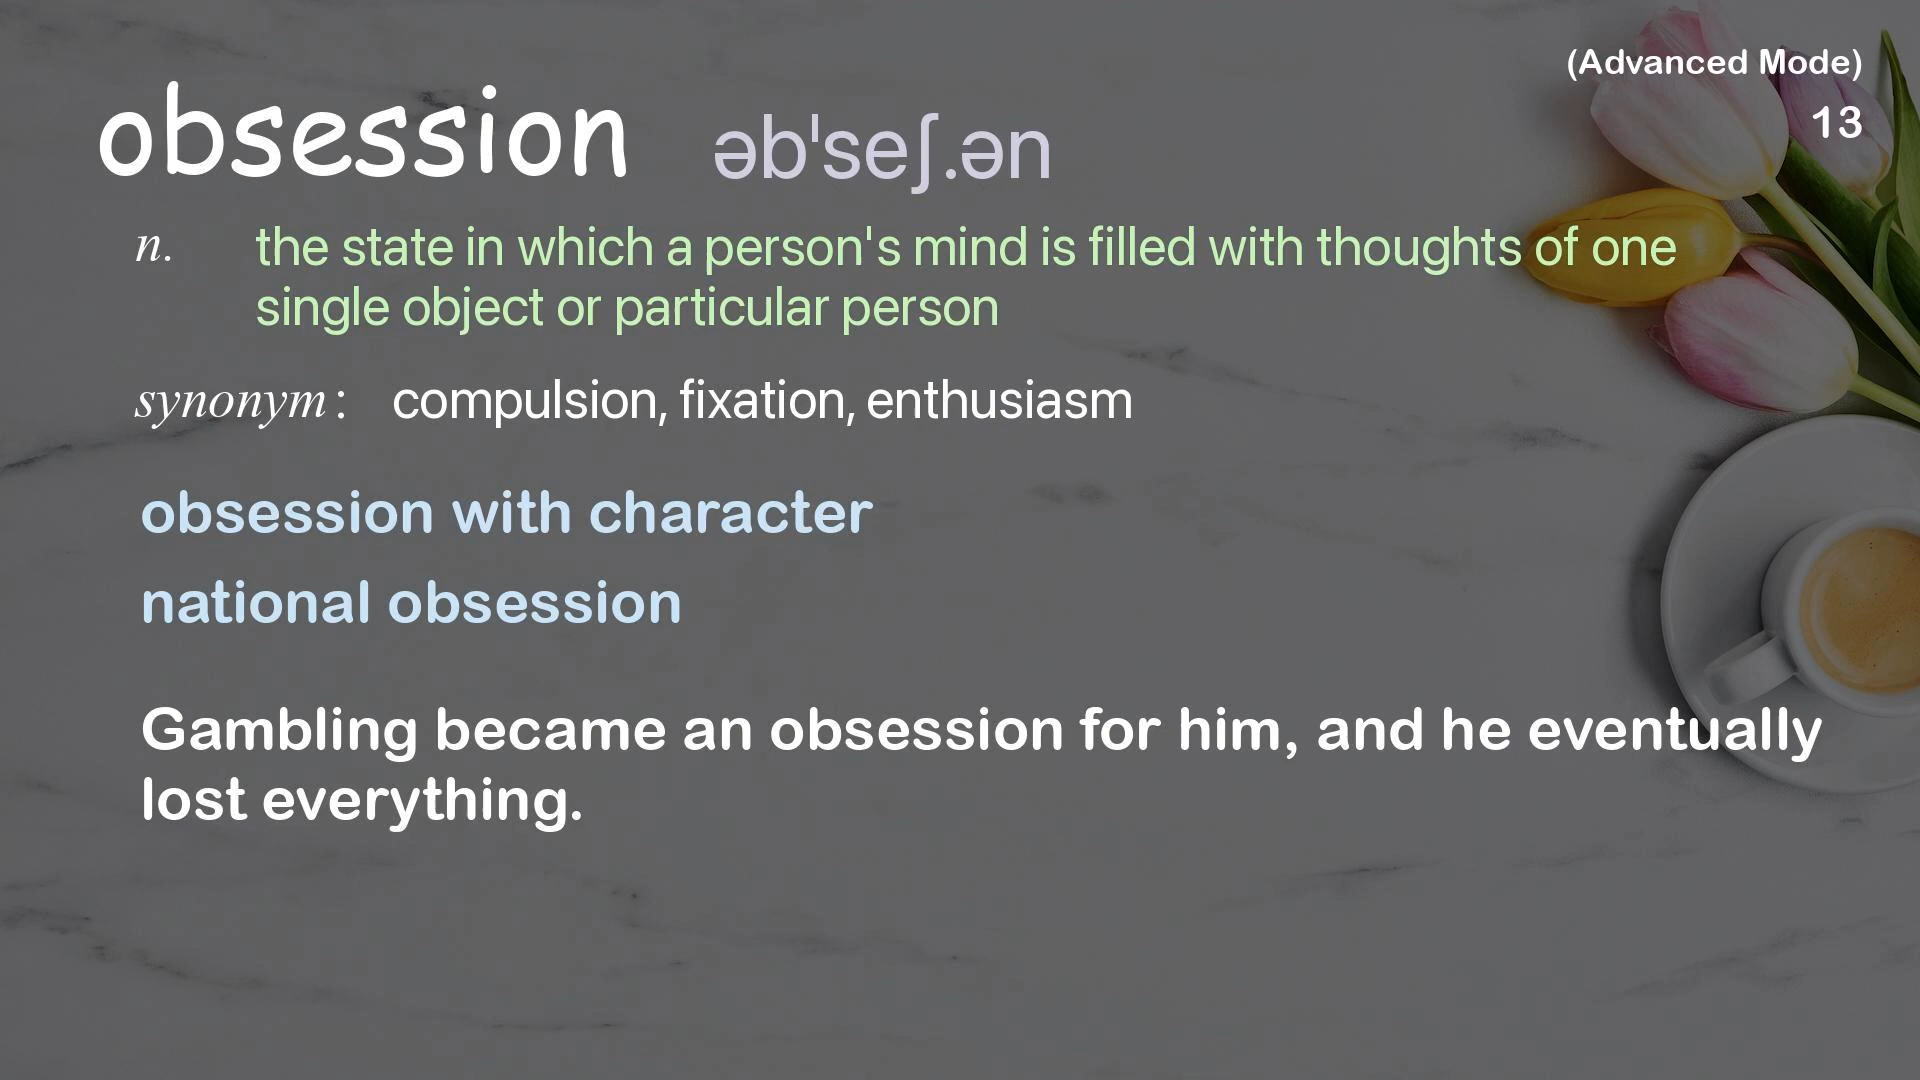 (Advanced Mode)
obsession əb'seʃ.ən
13
n. the state in which a person's mind is filled with thoughts of one
single object or particular person
synonym : compulsion, fixation, enthusiasm
obsession with character
national obsession
Gambling became an obsession for him, and he eventually
lost everything.